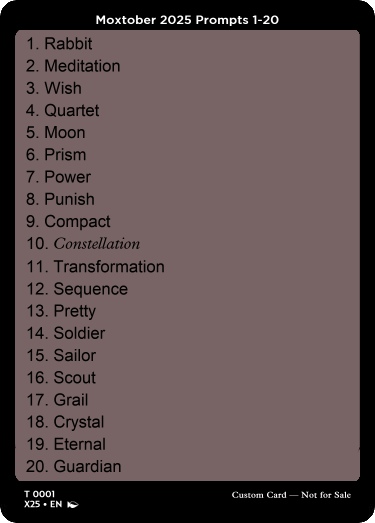 Moxtober 2025 Prompts 1-20
1. Rabbit
2. Meditation
3. Wish
4. Quartet
5. Moon
6. Prism
7. Power
8. Punish
9. Compact
10. Constellation
11. Transformation
12. Sequence
13. Pretty
14. Soldier
15. Sailor
16. Scout
17. Grail
18. Crystal
19. Eternal
20. Guardian
T 0001
X25 • EN
Custom Card — Not for Sale